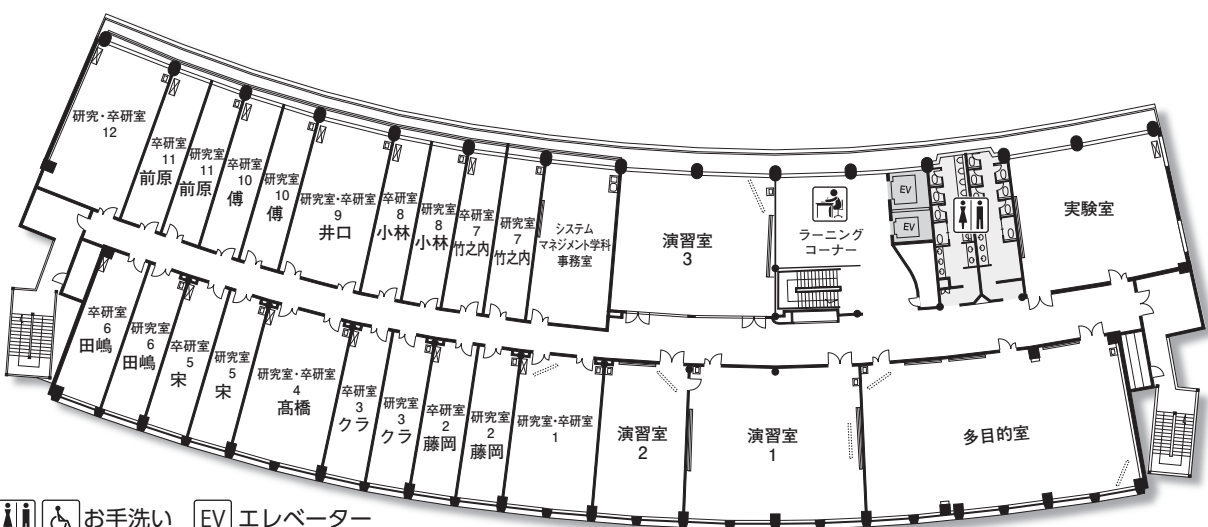 研究・卒研室
12
卒研室
11
前原
研究室
11
前原
卒研室
10
傅
研究室
10
傅
研究室・卒研室
9
井口
卒研室
8
小林
研究室
8
小林
卒研室
7
竹之内
研究室
7
竹之内
システム
マネジメント学科
事務室
演習室
3
ラーニング
コーナー
EV
EV
実験室
卒研室
6
田嶋
研究室
6
田嶋
卒研室
5
宋
研究室
5
宋
研究室・卒研室
4
髙橋
卒研室
3
クラ
研究室
3
クラ
卒研室
2
藤岡
研究室
2
藤岡
研究室・卒研室
1
演習室
2
演習室
1
多目的室
お手洗い EV エレベーター